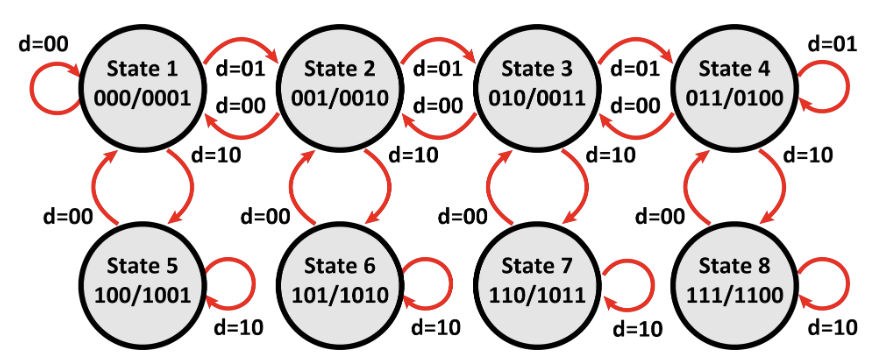 d=00
State 1
000/0001
d=01
d=00
State 2
001/0010
d=01
d=00
State 3
010/0011
d=01
d=00
State 4
011/0100
d=01
d=10
d=10
d=10
d=10
d=00
d=00
d=00
d=00
State 5
100/1001
d=10
State 6
101/1010
d=10
State 7
110/1011
d=10
State 8
111/1100
d=10